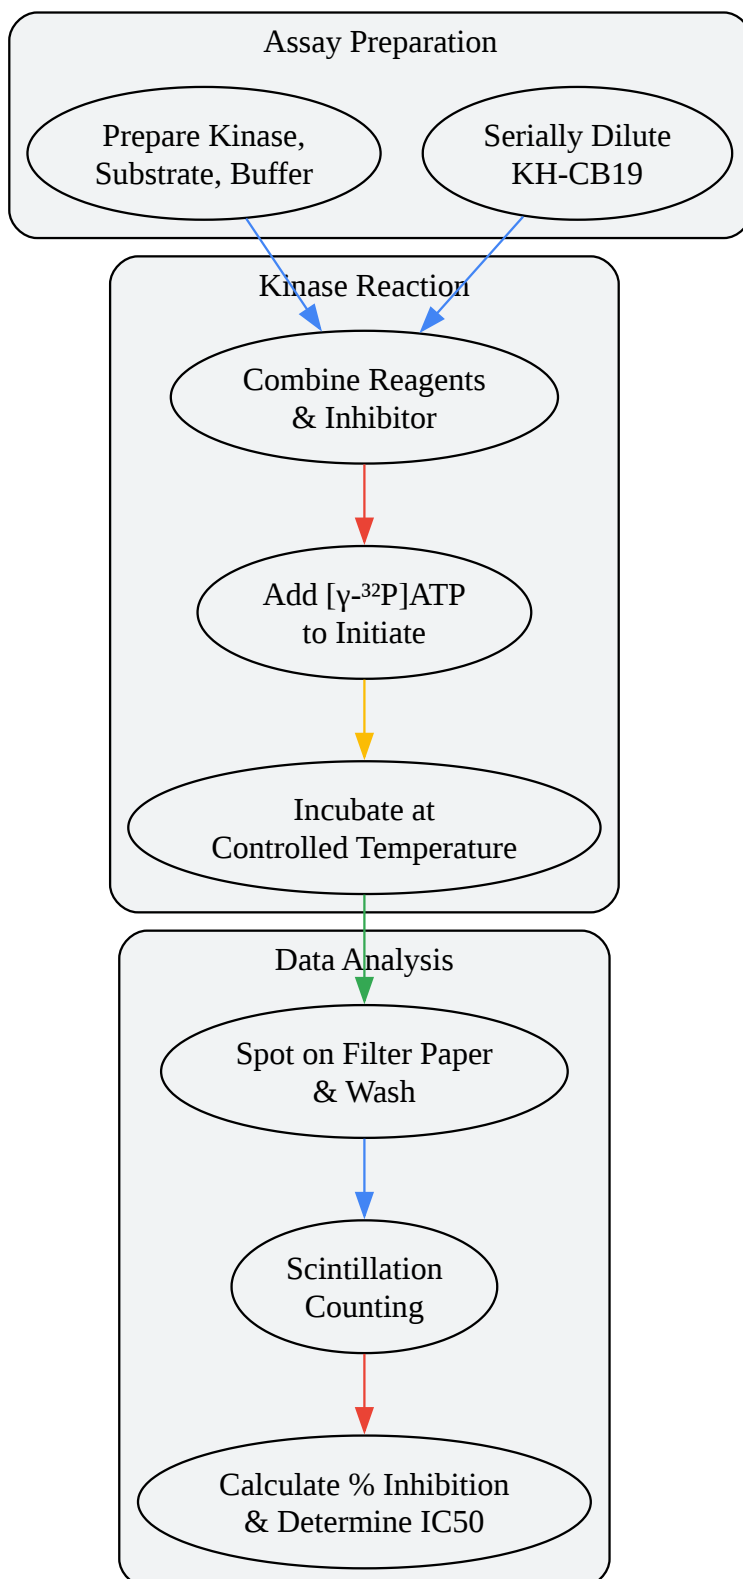 Assay Preparation
Prepare Kinase,
Substrate, Buffer
Serially Dilute
KH-CB19
Kinase Reaction
Combine Reagents
& Inhibitor
Add [γ-³²P]ATP
to Initiate
Incubate at
Controlled Temperature
Data Analysis
Spot on Filter Paper
& Wash
Scintillation
Counting
Calculate % Inhibition
& Determine IC50